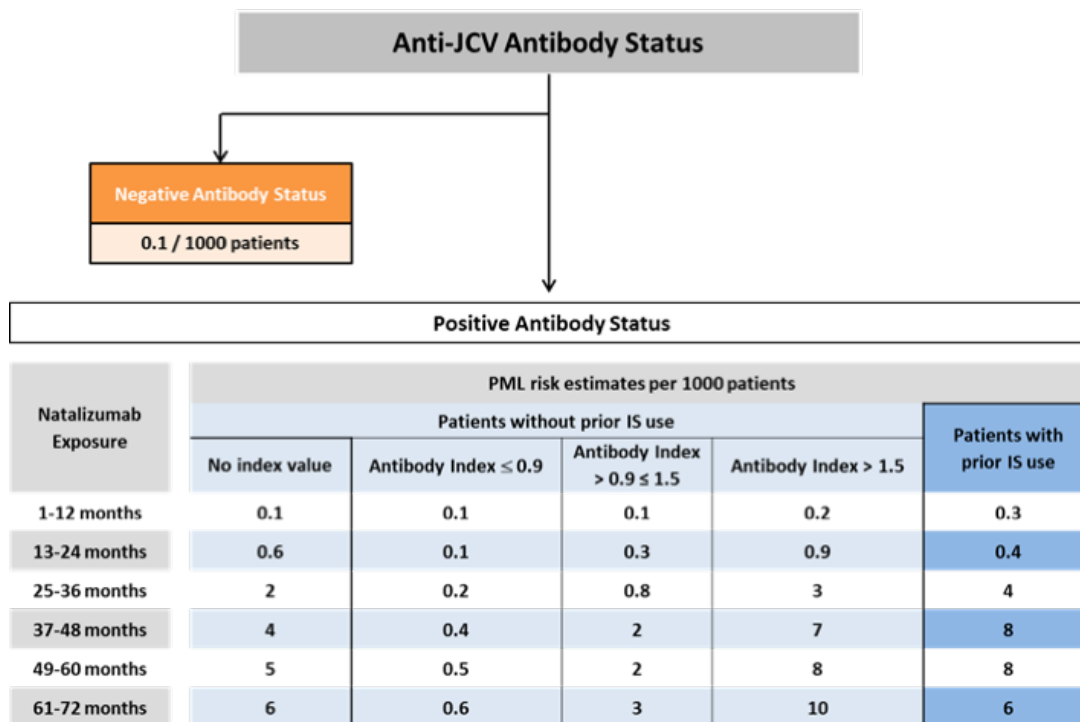 Anti-JCV Antibody Status
Negative Antibody Status
0.1 / 1000 patients
Positive Antibody Status
Natalizumab
Exposure
PML risk estimates per 1000 patients
Patients without prior IS use
Patients with
prior IS use
No index value
Antibody Index ≤ 0.9
Antibody Index
> 0.9 ≤ 1.5
Antibody Index > 1.5
1-12 months 0.1 0.1 0.1 0.2 0.3
13-24 months 0.6 0.1 0.3 0.9 0.4
25-36 months 2 0.2 0.8 3 4
37-48 months 4 0.4 2 7 8
49-60 months 5 0.5 2 8 8
61-72 months 6 0.6 3 10 6